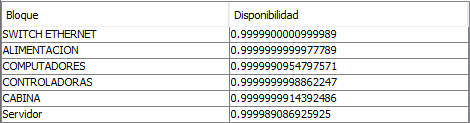 Bloque Disponibilidad
SWITCH ETHERNET 0.9999900000999989
ALIMENTACION 0.9999999999977789
COMPUTADORES 0.9999990954797571
CONTROLADORAS 0.9999999998862247
CABINA 0.9999999914392486
Servidor 0.999989086925925